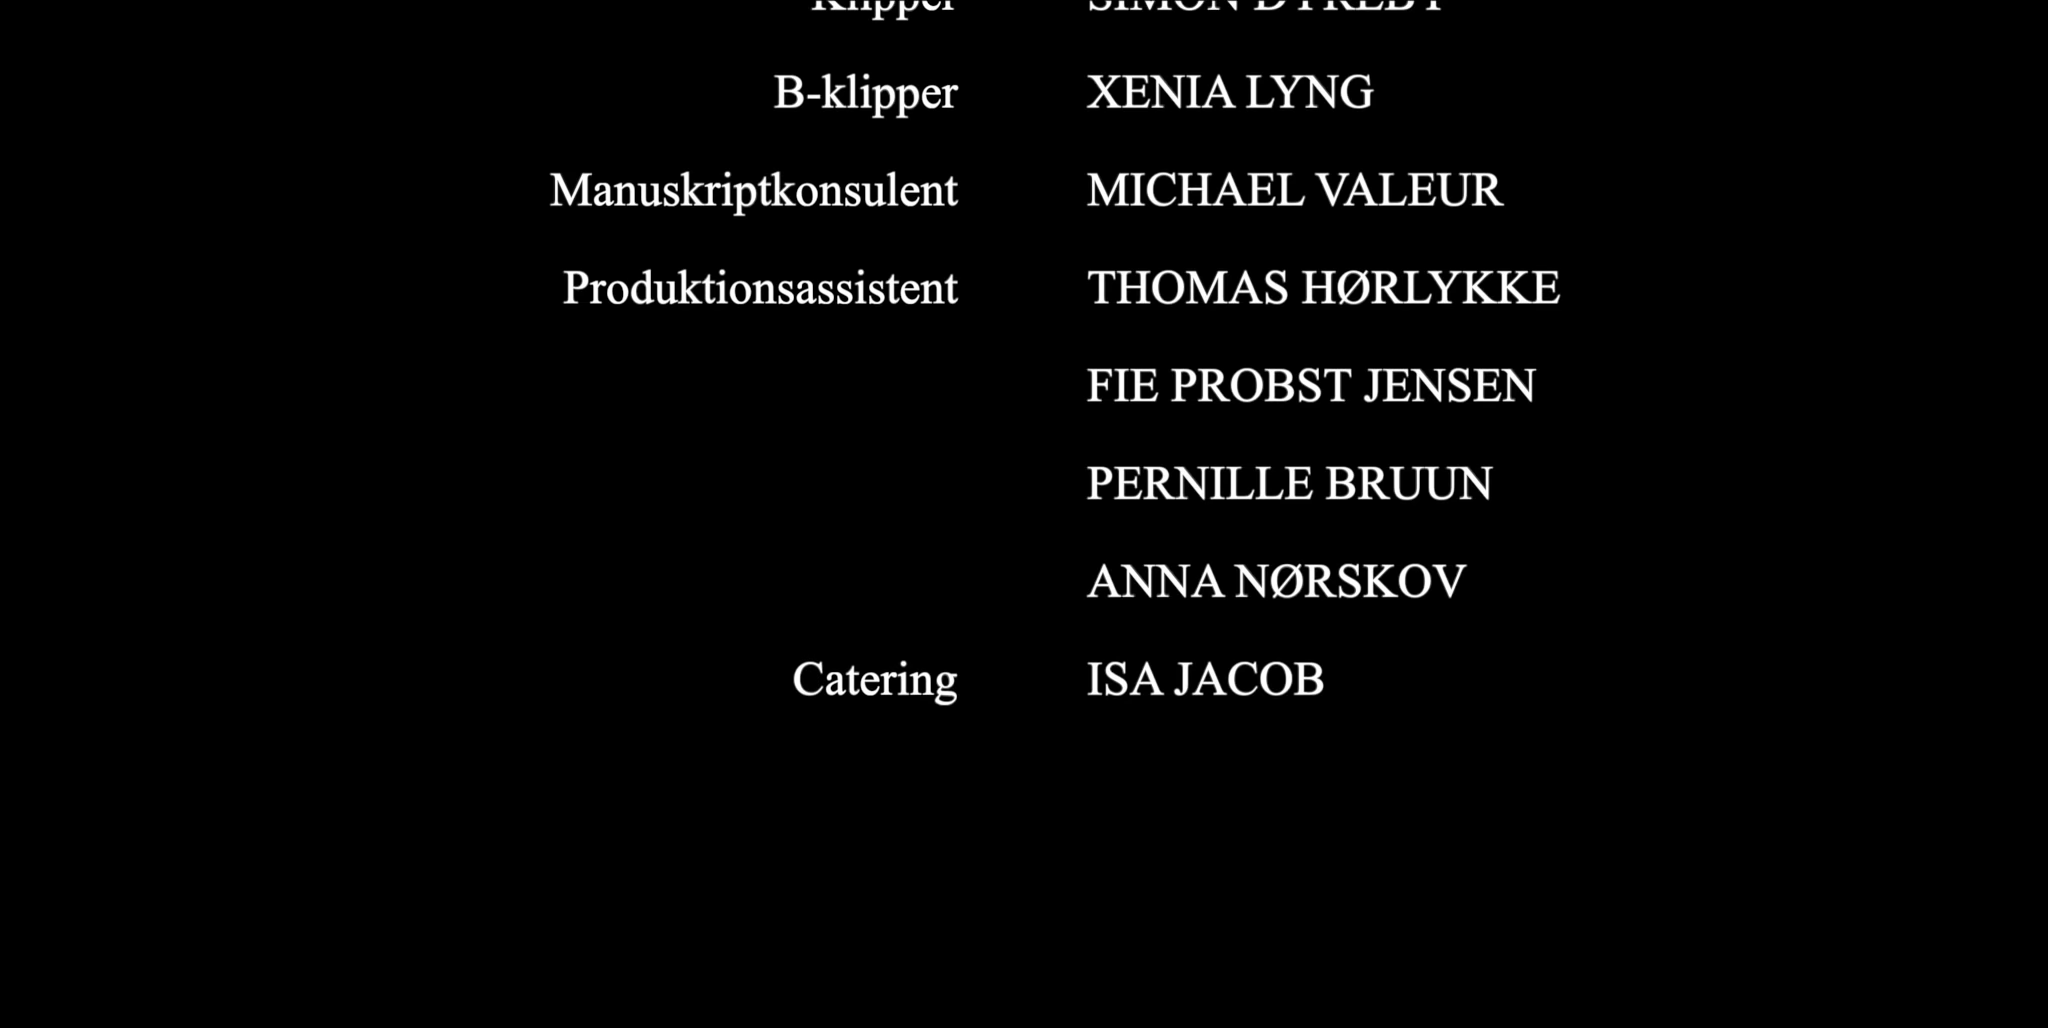 Klipper SIMON DYREBY
B-klipper XENIA LYNG
Manuskriptkonsulent MICHAEL VALEUR
Produktionsassistent THOMAS HØRLYKKE
FIE PROBST JENSEN
PERNILLE BRUUN
ANNA NØRSKOV
Catering ISA JACOB